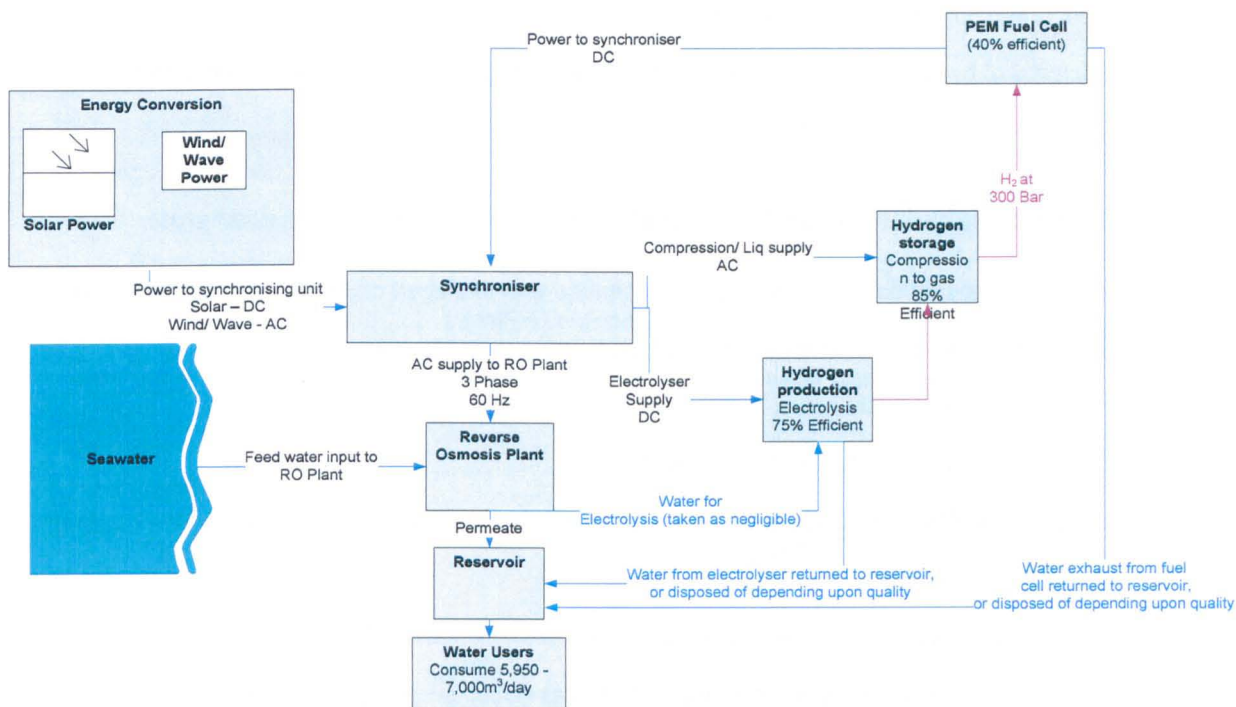 PEM Fuel Cell
(40% efficient)
Power to synchroniser
DC
Energy Conversion
Wind/
Wave
Power
Solar Power
H₂ at
300 Bar
Hydrogen
storage
Compressio
n to gas
85%
Efficient
Compression/ Liq supply
AC
Power to synchronising unit
Solar – DC
Wind/ Wave - AC
Synchroniser
AC supply to RO Plant
3 Phase
60 Hz
Electrolyser
Supply
DC
Hydrogen
production
Electrolysis
75% Efficient
Seawater
Feed water input to
RO Plant
Reverse
Osmosis Plant
Water for
Electrolysis (taken as negligible)
Permeate
Reservoir
Water from electrolyser returned to reservoir,
or disposed of depending upon quality
Water exhaust from fuel
cell returned to reservoir,
or disposed of depending upon quality
Water Users
Consume 5,950 -
7,000m³/day